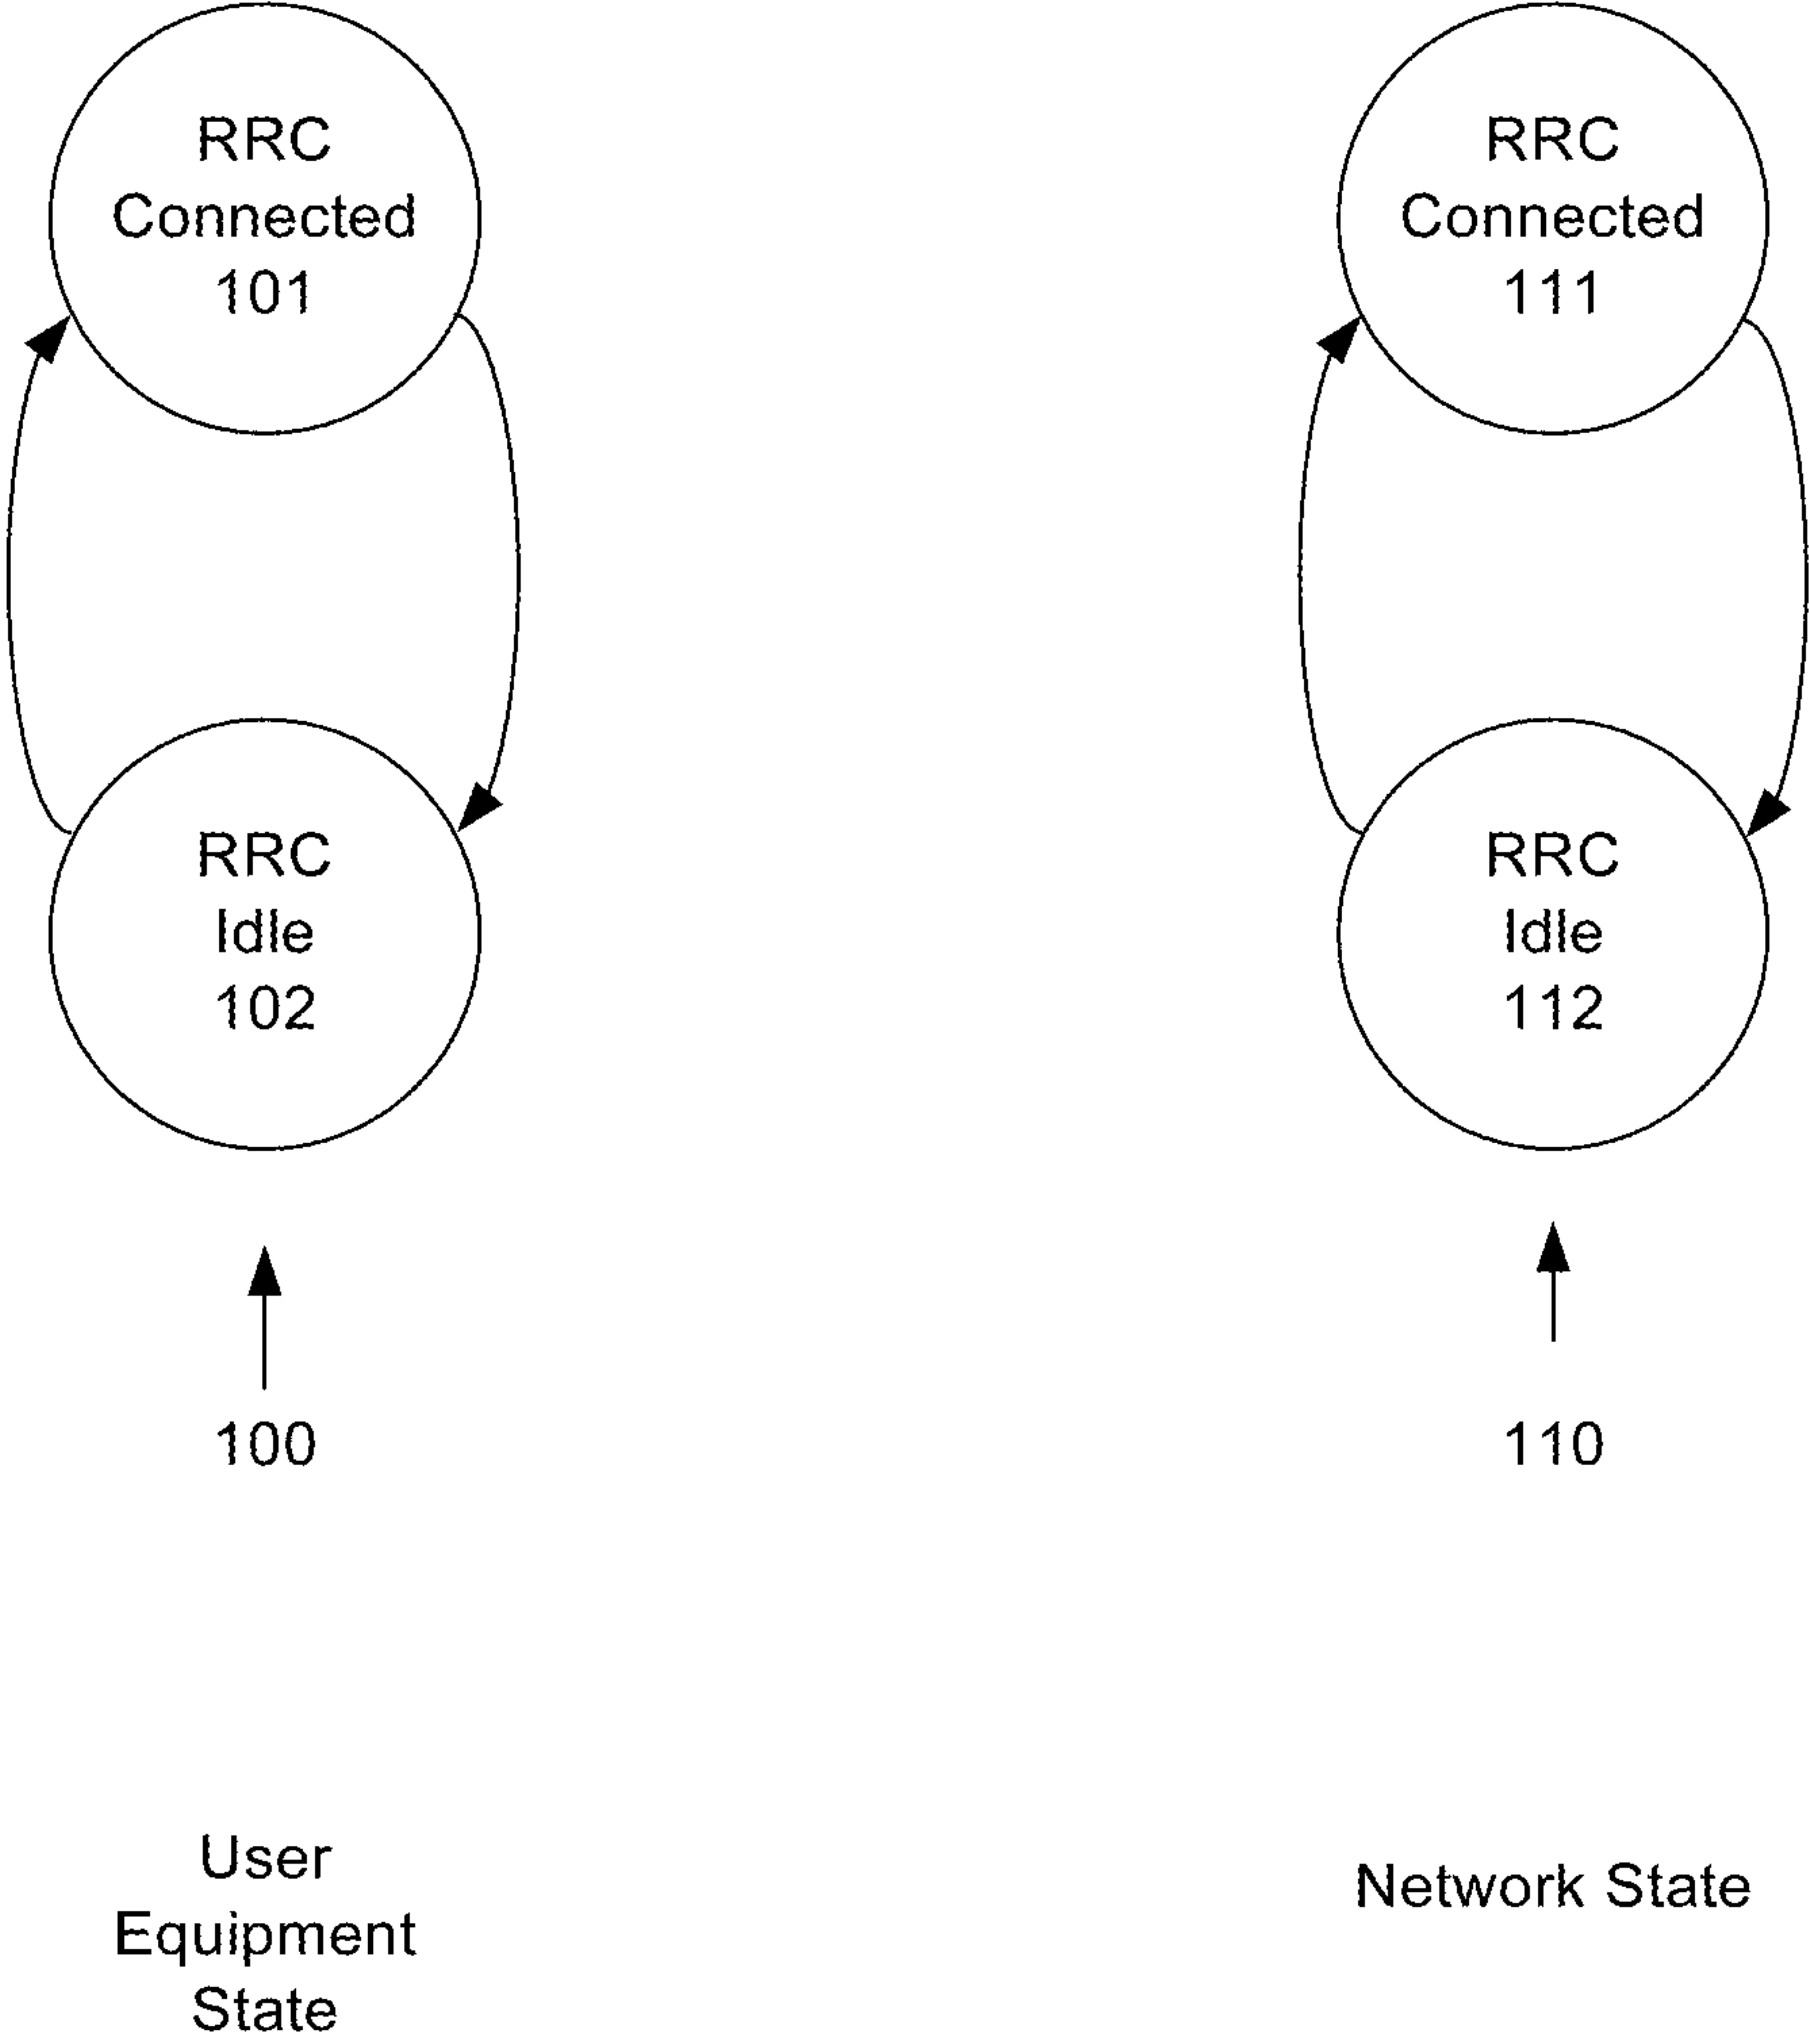 RRC
Connected
101
RRC
Connected
111
RRC
Idle
102
RRC
Idle
112
100
110
User
Equipment
State
Network State